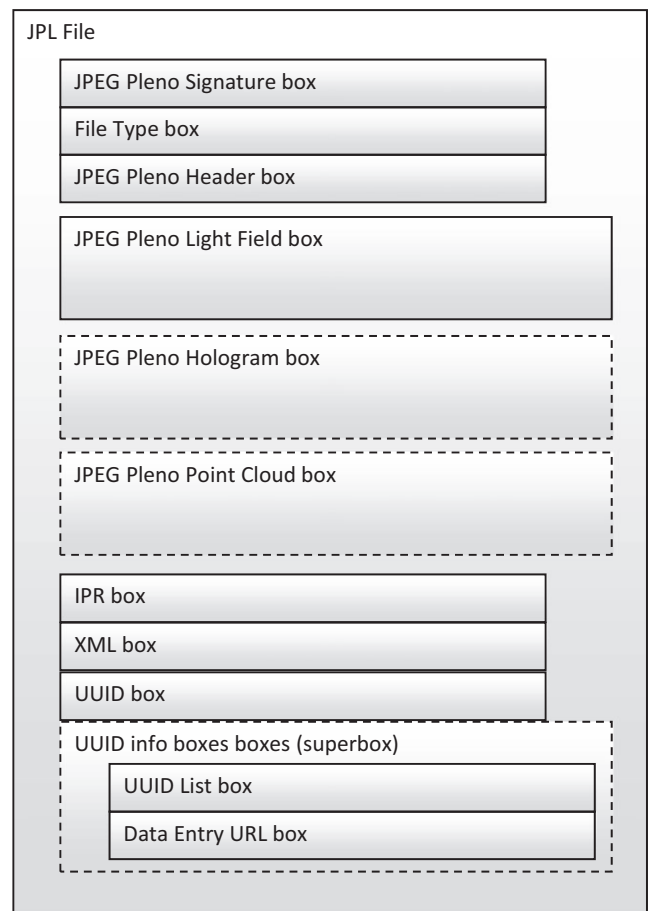 JPL File
JPEG Pleno Signature box
File Type box
JPEG Pleno Header box
JPEG Pleno Light Field box
JPEG Pleno Hologram box
JPEG Pleno Point Cloud box
IPR box
XML box
UUID box
UUID info boxes boxes (superbox)
UUID List box
Data Entry URL box